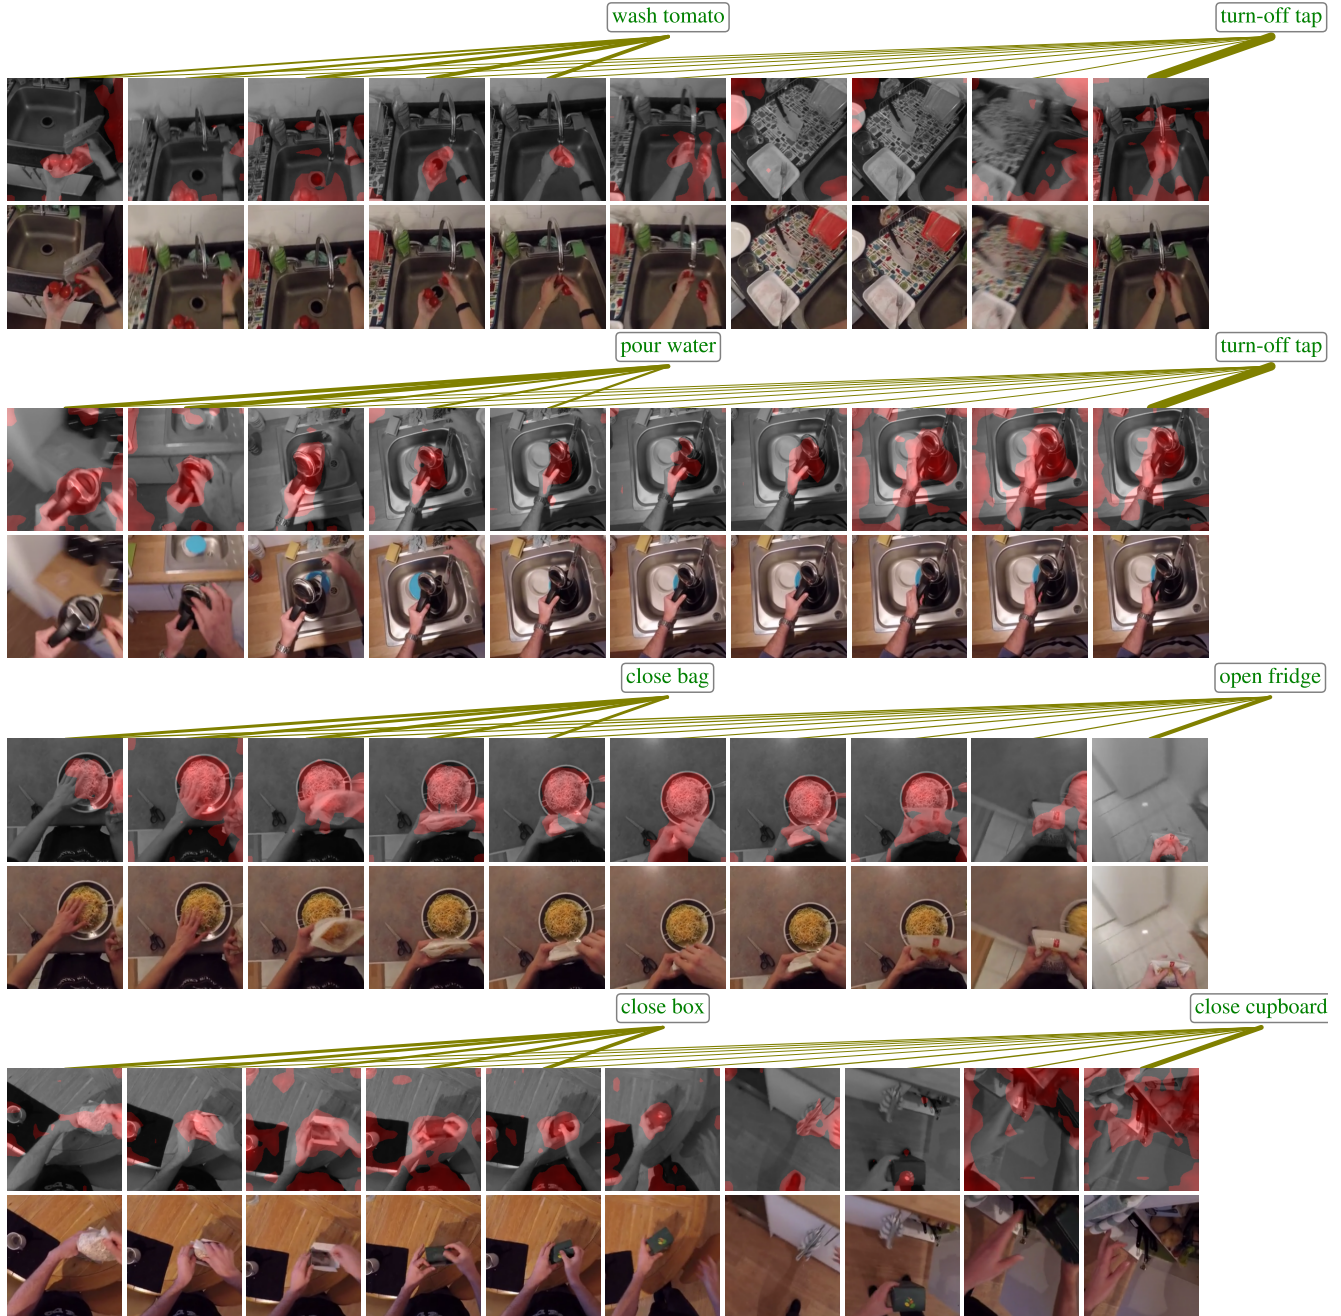 wash tomato
turn-off tap
pour water
turn-off tap
close bag
open fridge
close box
close cupboard